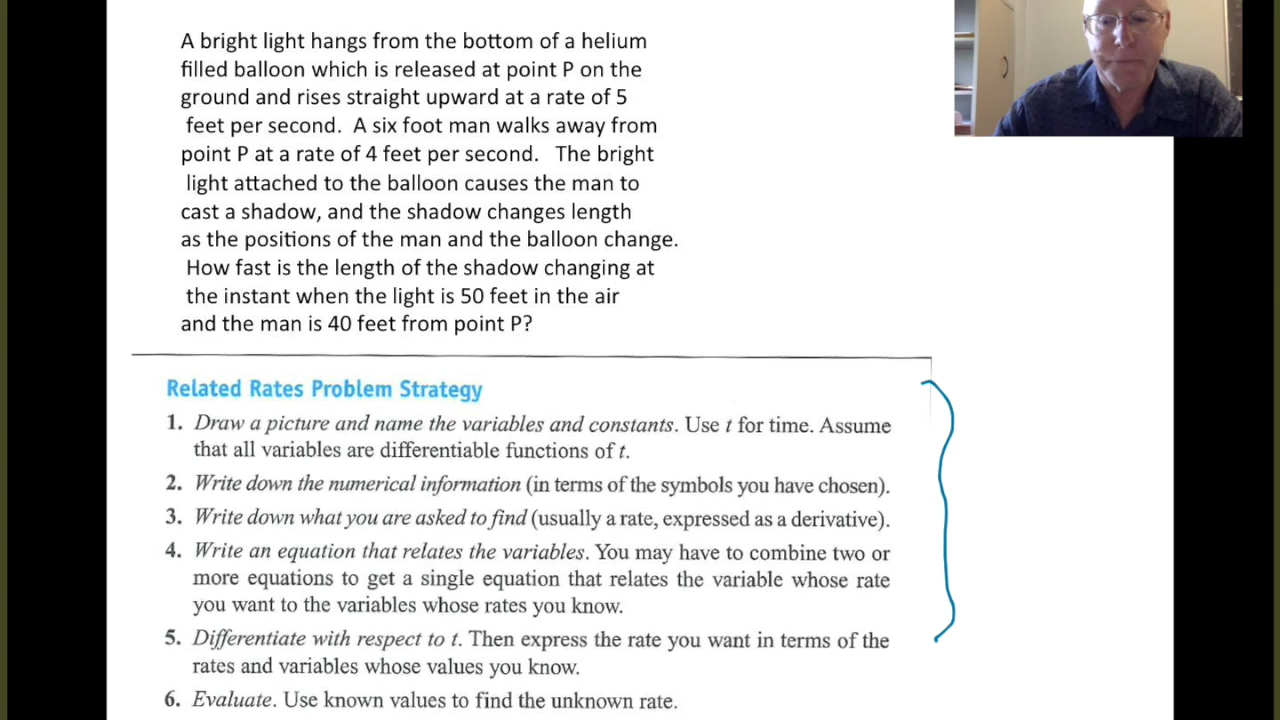 A bright light hangs from the bottom of a helium
filled balloon which is released at point P on the
ground and rises straight upward at a rate of 5
feet per second. A six foot man walks away from
point P at a rate of 4 feet per second. The bright
light attached to the balloon causes the man to
cast a shadow, and the shadow changes length
as the positions of the man and the balloon change.
How fast is the length of the shadow changing at
the instant when the light is 50 feet in the air
and the man is 40 feet from point P?
Related Rates Problem Strategy
1. Draw a picture and name the variables and constants. Use t for time. Assume
that all variables are differentiable functions of t.
2. Write down the numerical information (in terms of the symbols you have chosen).
3. Write down what you are asked to find (usually a rate, expressed as a derivative).
4. Write an equation that relates the variables. You may have to combine two or
more equations to get a single equation that relates the variable whose rate
you want to the variables whose rates you know.
5. Differentiate with respect to t. Then express the rate you want in terms of the
rates and variables whose values you know.
6. Evaluate. Use known values to find the unknown rate.